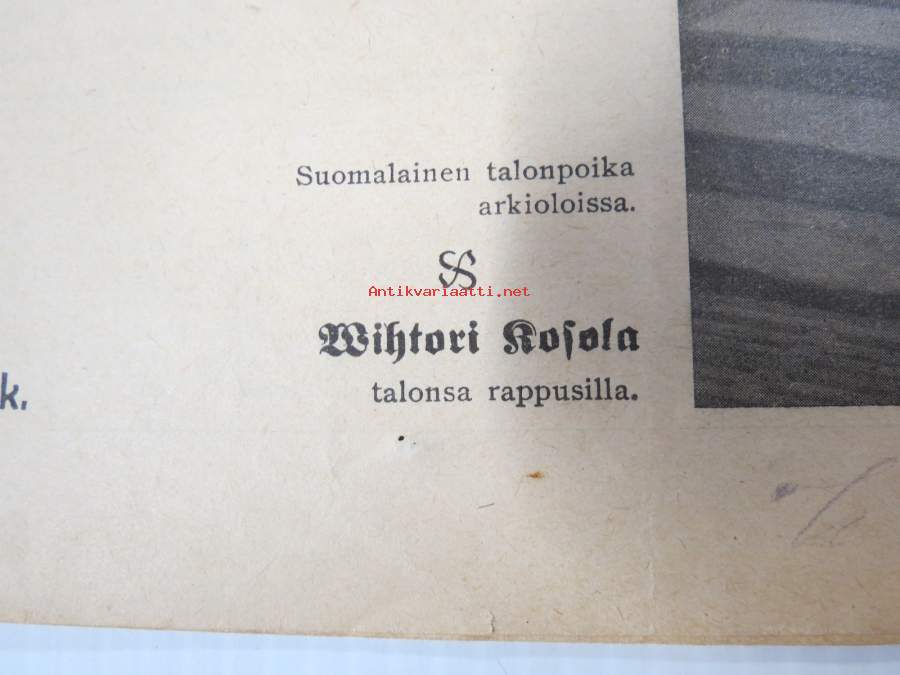 Suomalainen talonpoika
arkioloissa.
Antikvariaatti.net
Wihtori Kosola
talonsa rappusilla.
k.